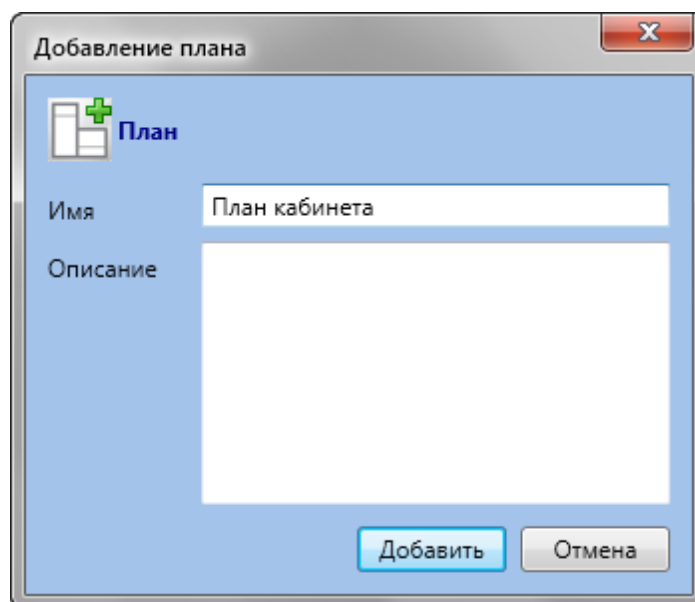 Добавление плана
План
Имя
План кабинета
Описание
Добавить
Отмена